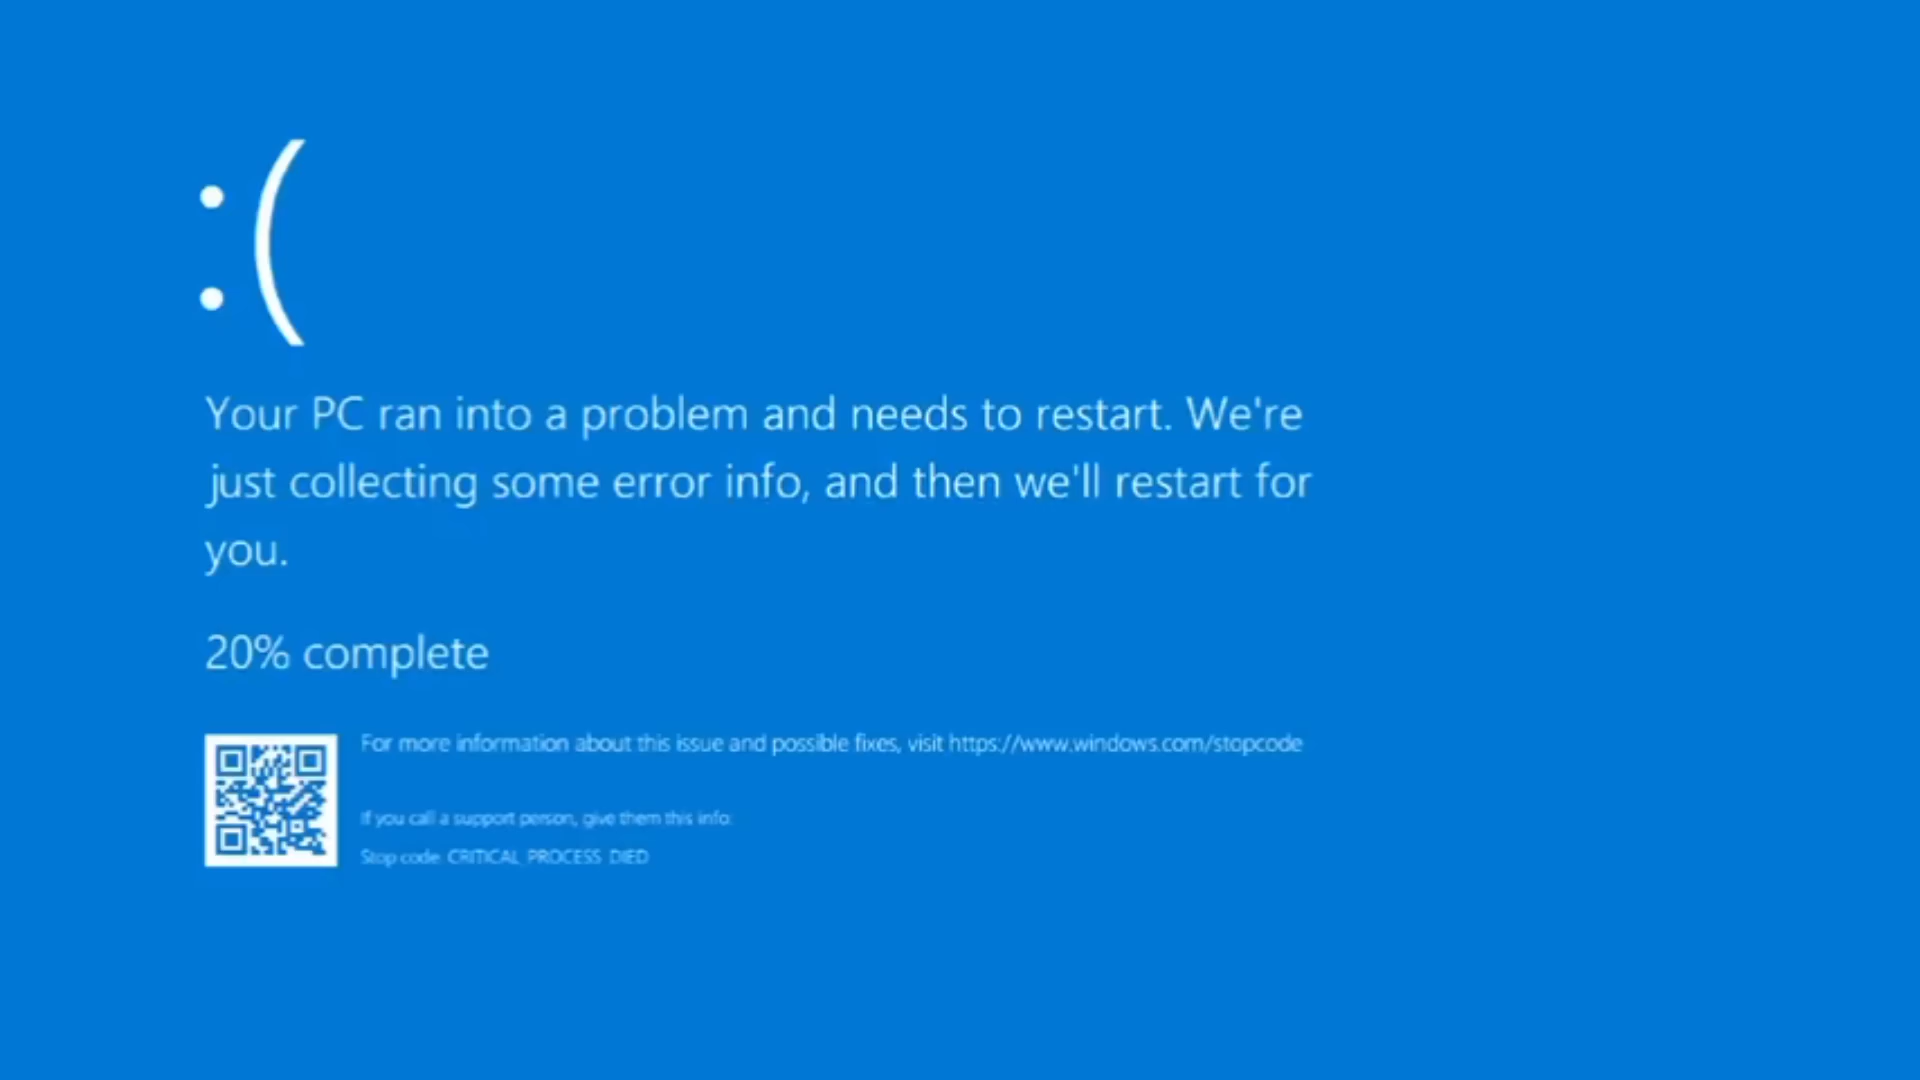 :(
Your PC ran into a problem and needs to restart. We're
just collecting some error info, and then we'll restart for
you.
20% complete
For more information about this issue and possible fixes, visit https://www.windows.com/stopcode
If you call a support person, give them this info:
Stop code: CRITICAL_PROCESS_DIED